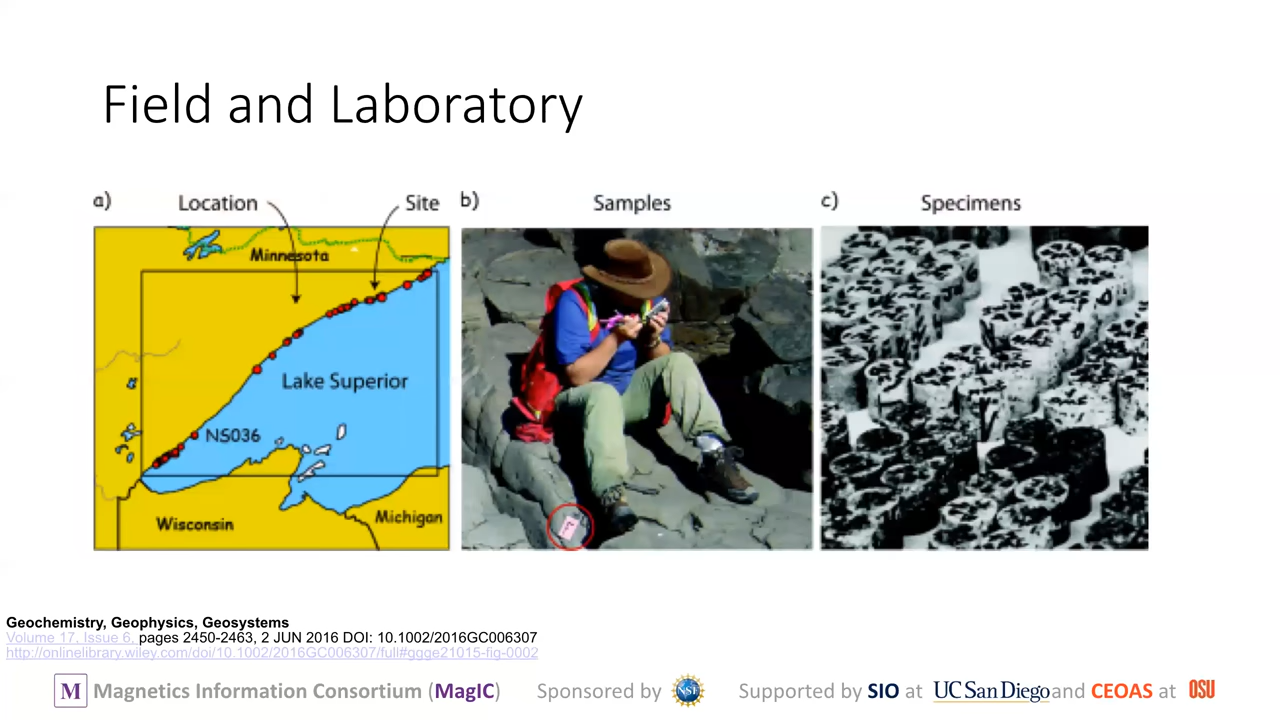 Field and Laboratory
a) Location Site
b) Samples
c) Specimens
Minnesota
Lake Superior
NS036
Wisconsin
Michigan
Geochemistry, Geophysics, Geosystems
Volume 17, Issue 6, pages 2450-2463, 2 JUN 2016 DOI: 10.1002/2016GC006307
http://onlinelibrary.wiley.com/doi/10.1002/2016GC006307/full#ggge21015-fig-0002
M Magnetics Information Consortium (MagIC) Sponsored by NSF Supported by SIO at UC San Diego and CEOAS at OSU